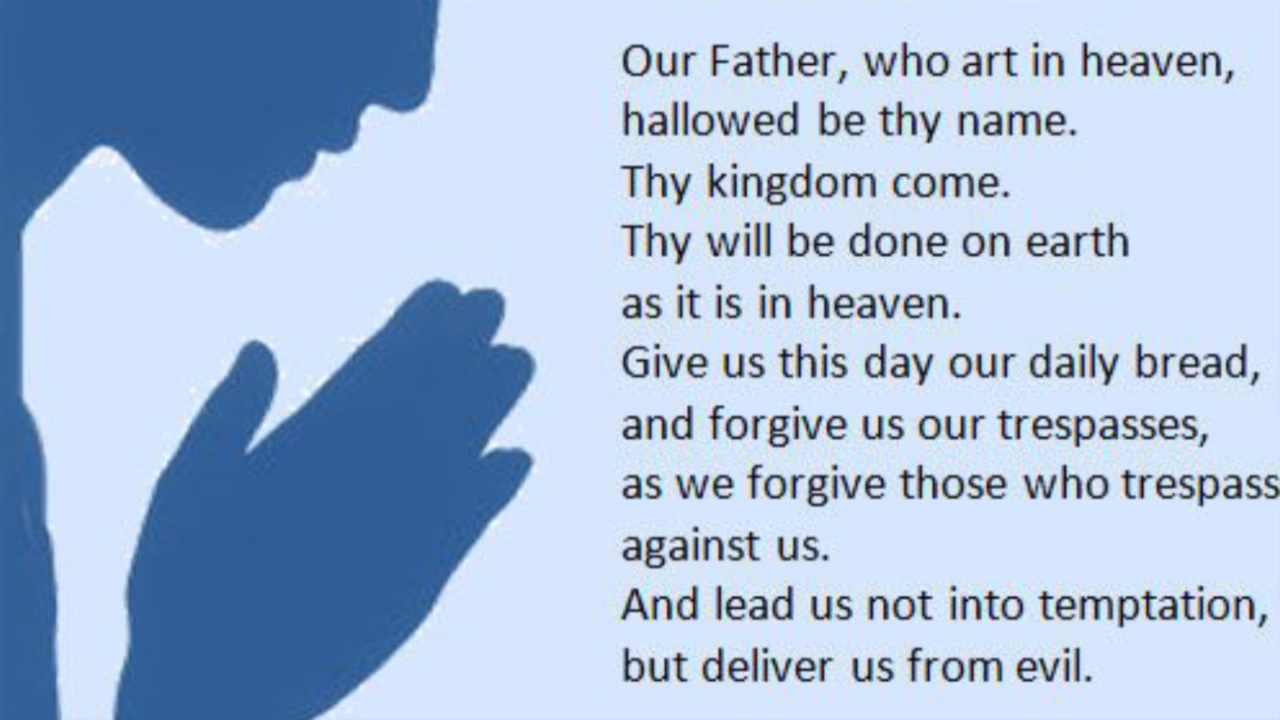 Our Father, who art in heaven,
hallowed be thy name.
Thy kingdom come.
Thy will be done on earth
as it is in heaven.
Give us this day our daily bread,
and forgive us our trespasses,
as we forgive those who trespass
against us.
And lead us not into temptation,
but deliver us from evil.